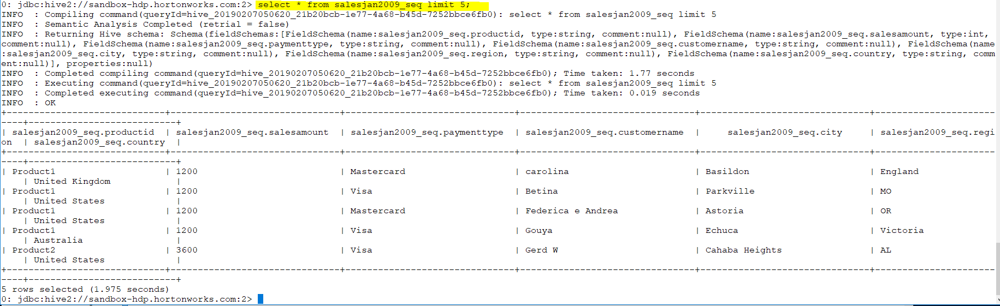 0: jdbc:hive2://sandbox-hdp.hortonworks.com:2> select * from salesjan2009_seq limit 5;
INFO  : Compiling command(queryId=hive_20190207050620_21b20bcb-1e77-4a68-b45d-7252bbce6fb0): select * from salesjan2009_seq limit 5
INFO  : Semantic Analysis Completed (retrial = false)
INFO  : Returning Hive schema: Schema(fieldSchemas:[FieldSchema(name:salesjan2009_seq.productid, type:string, comment:null), FieldSchema(name:salesjan2009_seq.salesamount, type:int,
comment:null), FieldSchema(name:salesjan2009_seq.paymenttype, type:string, comment:null), FieldSchema(name:salesjan2009_seq.customername, type:string, comment:null), FieldSchema(name
:salesjan2009_seq.city, type:string, comment:null), FieldSchema(name:salesjan2009_seq.region, type:string, comment:null), FieldSchema(name:salesjan2009_seq.country, type:string, comm
ent:null)], properties:null)
INFO  : Completed compiling command(queryId=hive_20190207050620_21b20bcb-1e77-4a68-b45d-7252bbce6fb0); Time taken: 1.77 seconds
INFO  : Executing command(queryId=hive_20190207050620_21b20bcb-1e77-4a68-b45d-7252bbce6fb0): select * from salesjan2009_seq limit 5
INFO  : Completed executing command(queryId=hive_20190207050620_21b20bcb-1e77-4a68-b45d-7252bbce6fb0); Time taken: 0.019 seconds
INFO  : OK
+-----------------------------+-------------------------------+-------------------------------+--------------------------------+-------------------------------+----------------------
----+---------------------------+
| salesjan2009_seq.productid  | salesjan2009_seq.salesamount  | salesjan2009_seq.paymenttype  | salesjan2009_seq.customername  |     salesjan2009_seq.city     | salesjan2009_seq.regi
on  | salesjan2009_seq.country  |
+-----------------------------+-------------------------------+-------------------------------+--------------------------------+-------------------------------+----------------------
----+---------------------------+
| Product1                    | 1200                          | Mastercard                    | carolina                       | Basildon                      | England
    | United Kingdom            |
| Product1                    | 1200                          | Visa                          | Betina                         | Parkville                     | MO
    | United States             |
| Product1                    | 1200                          | Mastercard                    | Federica e Andrea              | Astoria                       | OR
    | United States             |
| Product1                    | 1200                          | Visa                          | Gouya                          | Echuca                        | Victoria
    | Australia                 |
| Product2                    | 3600                          | Visa                          | Gerd W                         | Cahaba Heights                | AL
    | United States             |
+-----------------------------+-------------------------------+-------------------------------+--------------------------------+-------------------------------+----------------------
----+---------------------------+
5 rows selected (1.975 seconds)
0: jdbc:hive2://sandbox-hdp.hortonworks.com:2>